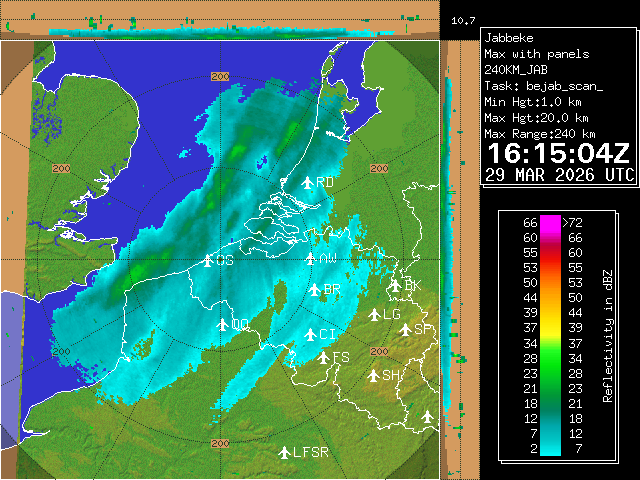 10.7
Jabbeke
Max with panels
240KM_JAB
Task: bejab_scan_
Min Hgt:1.0 km
Max Hgt:20.0 km
Max Range:240 km
16:15:04Z
29 MAR 2026 UTC
200
200
200
RD
OS
AW
BR
BK
LG
SP
QQ
CI
FS
SH
200
200
LFSR
66 >72
60 66
55 60
53 55
50 53
44 50
39 44
37 39
34 37
28 34
23 28
21 23
18 21
12 18
7 12
2 7
Reflectivity in dBZ